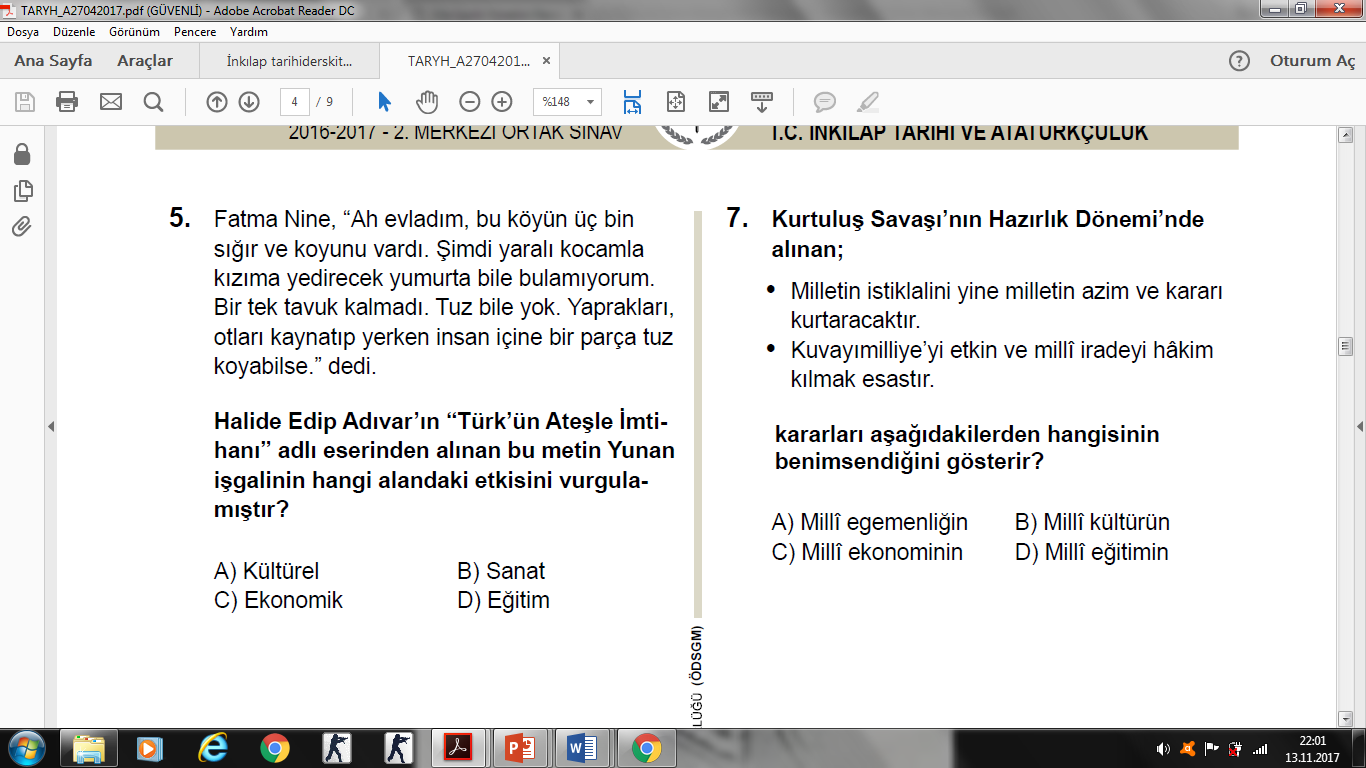 TARYH_A27042017.pdf (GÜVENLİ) - Adobe Acrobat Reader DC
Dosya Düzenle Görünüm Pencere Yardım
Ana Sayfa Araçlar İnkılap tarihiderskit... TARYH_A2704201... × Oturum Aç
4 / 9 %148
2016-2017 - 2. MERKEZİ ORTAK SINAV
T.C. İNKILAP TARİHİ VE ATATÜRKÇÜLÜK
5. Fatma Nine, “Ah evladım, bu köyün üç bin
sığır ve koyunu vardı. Şimdi yaralı kocamla
kızıma yedirecek yumurta bile bulamıyorum.
Bir tek tavuk kalmadı. Tuz bile yok. Yaprakları,
otları kaynatıp yerken insan içine bir parça tuz
koyabilse.” dedi.
Halide Edip Adıvar’ın “Türk’ün Ateşle İmti-
hanı” adlı eserinden alınan bu metin Yunan
işgalinin hangi alandaki etkisini vurgula-
mıştır?
A) Kültürel B) Sanat
C) Ekonomik D) Eğitim
7. Kurtuluş Savaşı’nın Hazırlık Dönemi’nde
alınan;
• Milletin istiklalini yine milletin azim ve kararı
kurtaracaktır.
• Kuvayımilliye’yi etkin ve millî iradeyi hâkim
kılmak esastır.
kararları aşağıdakilerden hangisinin
benimsendiğini gösterir?
A) Millî egemenliğin B) Millî kültürün
C) Millî ekonominin D) Millî eğitimin
LÜĞÜ (ÖDSGM)
22:01
13.11.2017